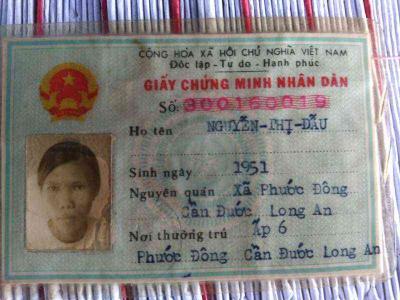 CỘNG HÒA XÃ HỘI CHỦ NGHĨA VIỆT NAM
Độc lập - Tự do - Hạnh phúc
GIẤY CHỨNG MINH NHÂN DÂN
Số: 300160019
Họ tên NGUYỄN-THỊ-DẪU
Sinh ngày 1951
Nguyên quán Xã Phước Đông
Cần Đước Long An
Nơi thường trú Ấp 6
Phước Đông Cần Đước Long An